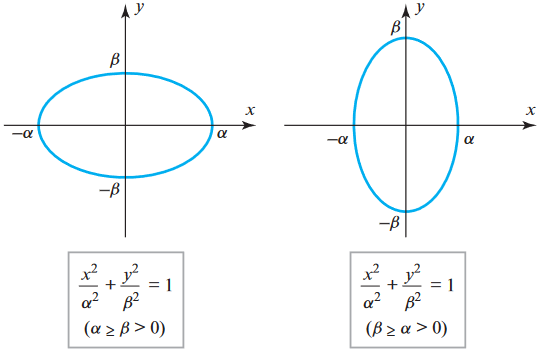 y
β
x
−α
α
−β
x²/α² + y²/β² = 1
(α ≥ β > 0)
y
β
x
−α
α
−β
x²/α² + y²/β² = 1
(β ≥ α > 0)